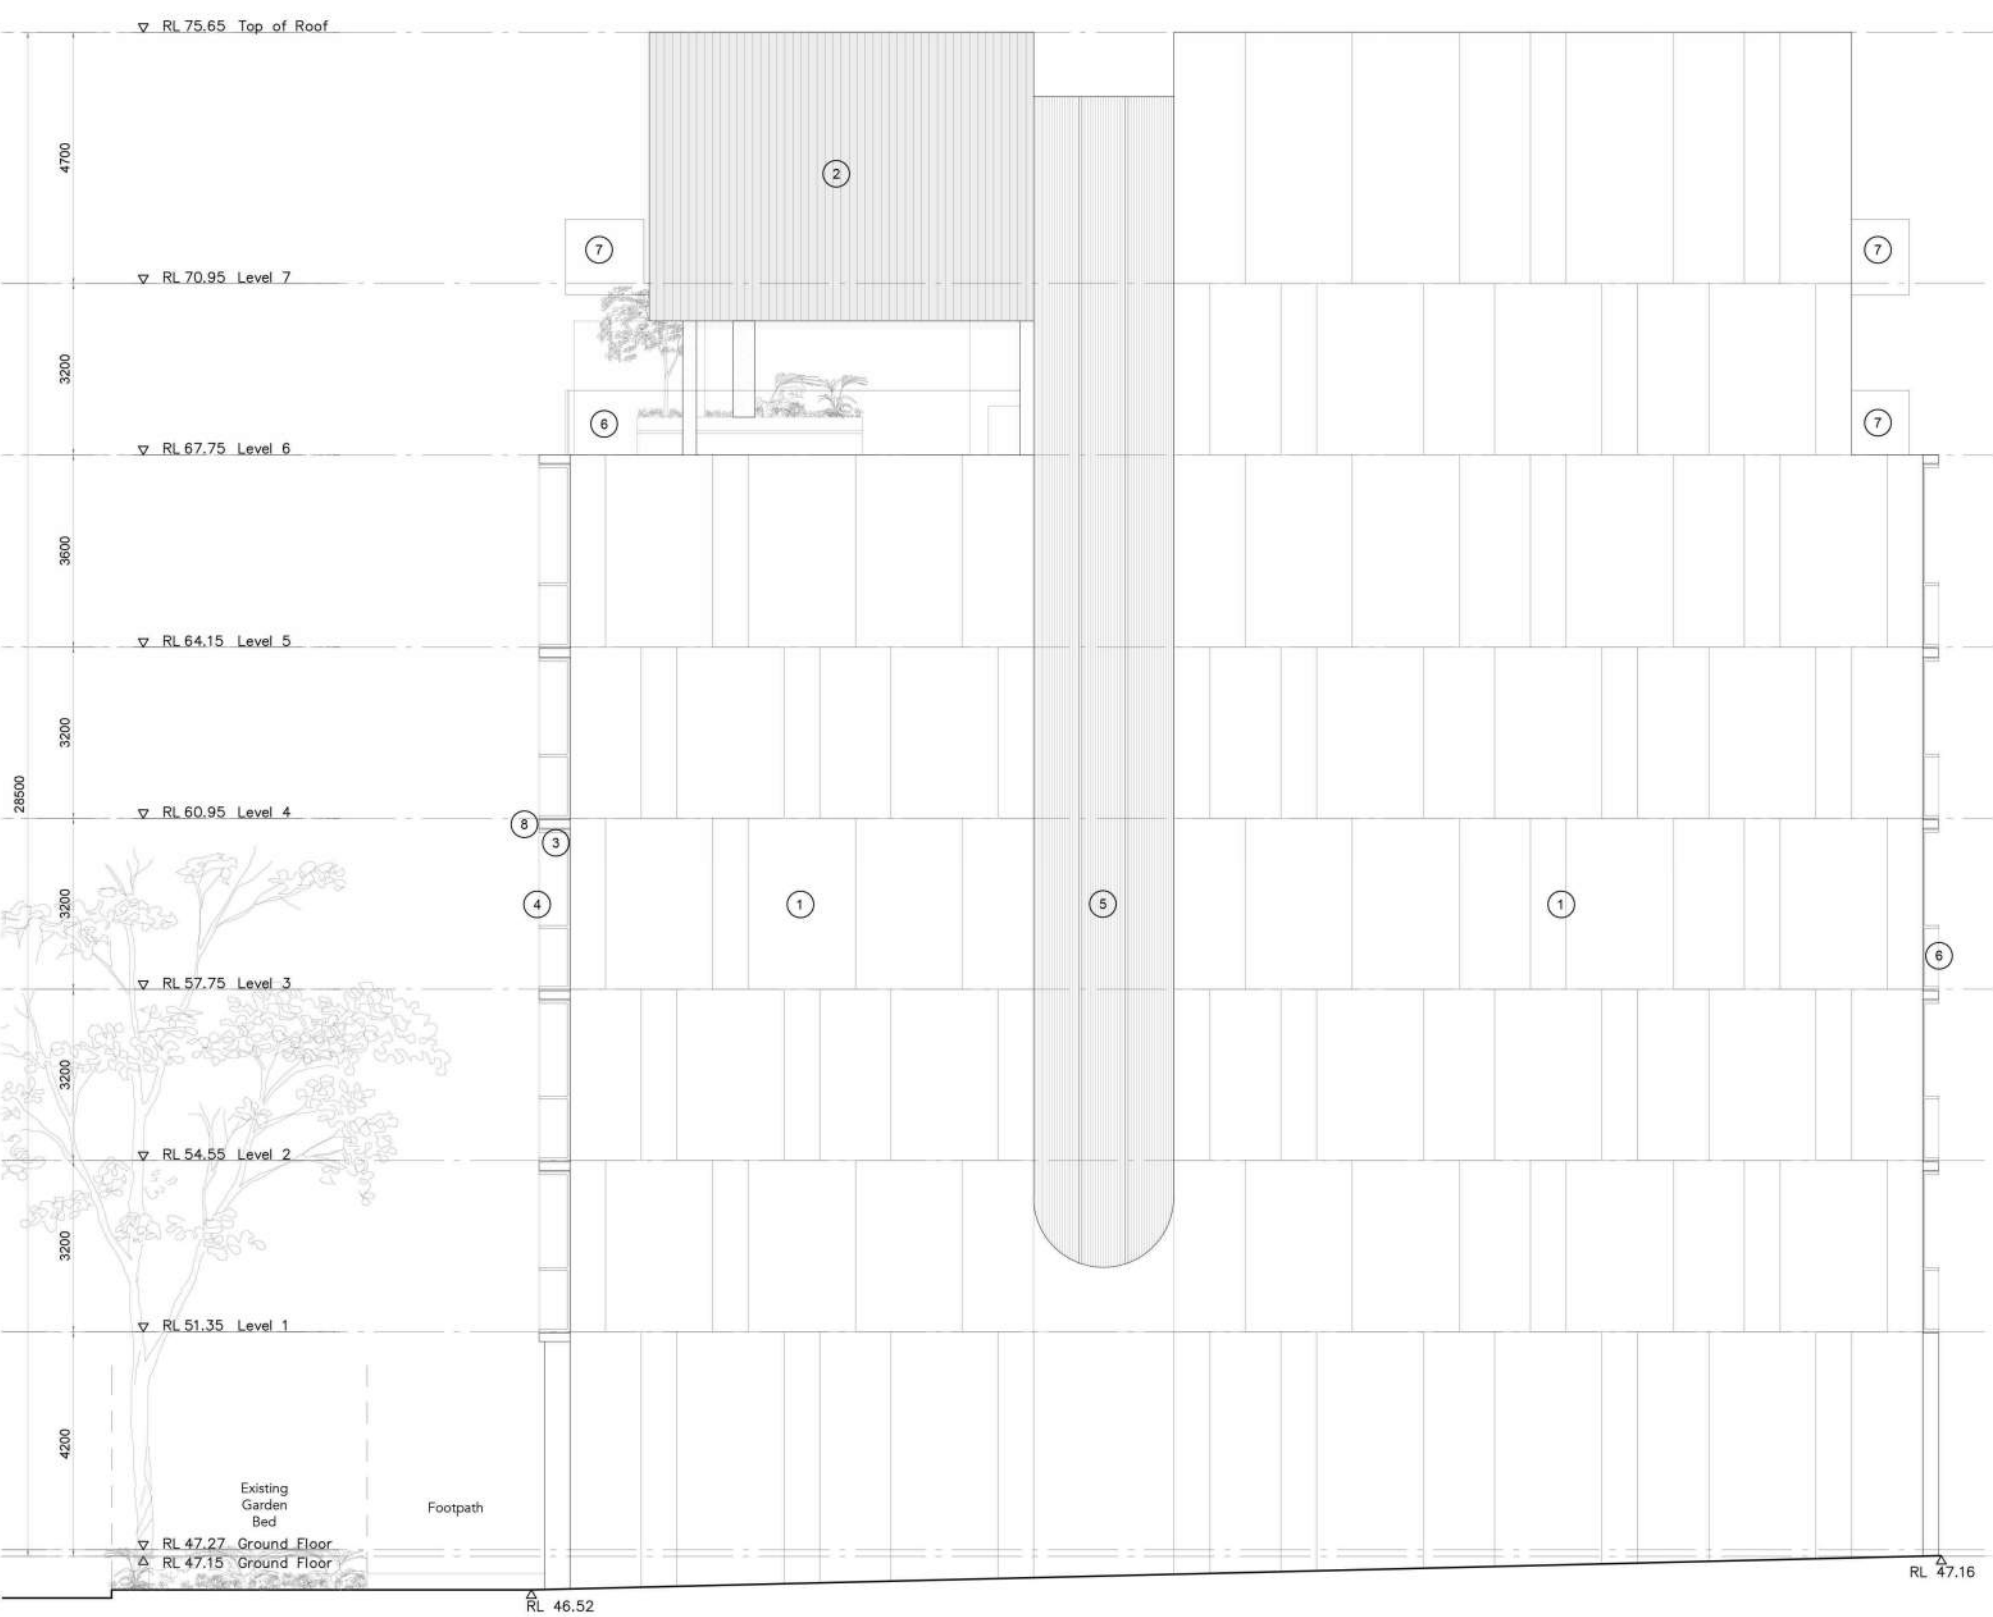 RL 75.65 Top of Roof
4700
2
7
7
RL 70.95 Level 7
3200
6
7
RL 67.75 Level 6
3600
RL 64.15 Level 5
3200
28500
RL 60.95 Level 4
8
3
3200
4
1
5
1
6
RL 57.75 Level 3
3200
RL 54.55 Level 2
3200
RL 51.35 Level 1
4200
Existing
Garden
Bed
Footpath
RL 47.27 Ground Floor
RL 47.15 Ground Floor
RL 47.16
RL 46.52